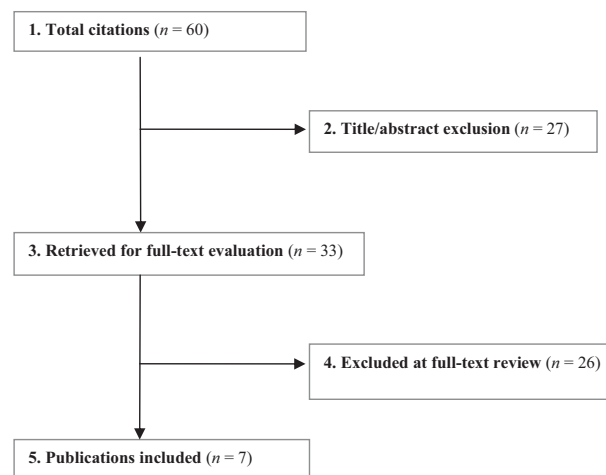 1. Total citations (n = 60)
2. Title/abstract exclusion (n = 27)
3. Retrieved for full-text evaluation (n = 33)
4. Excluded at full-text review (n = 26)
5. Publications included (n = 7)